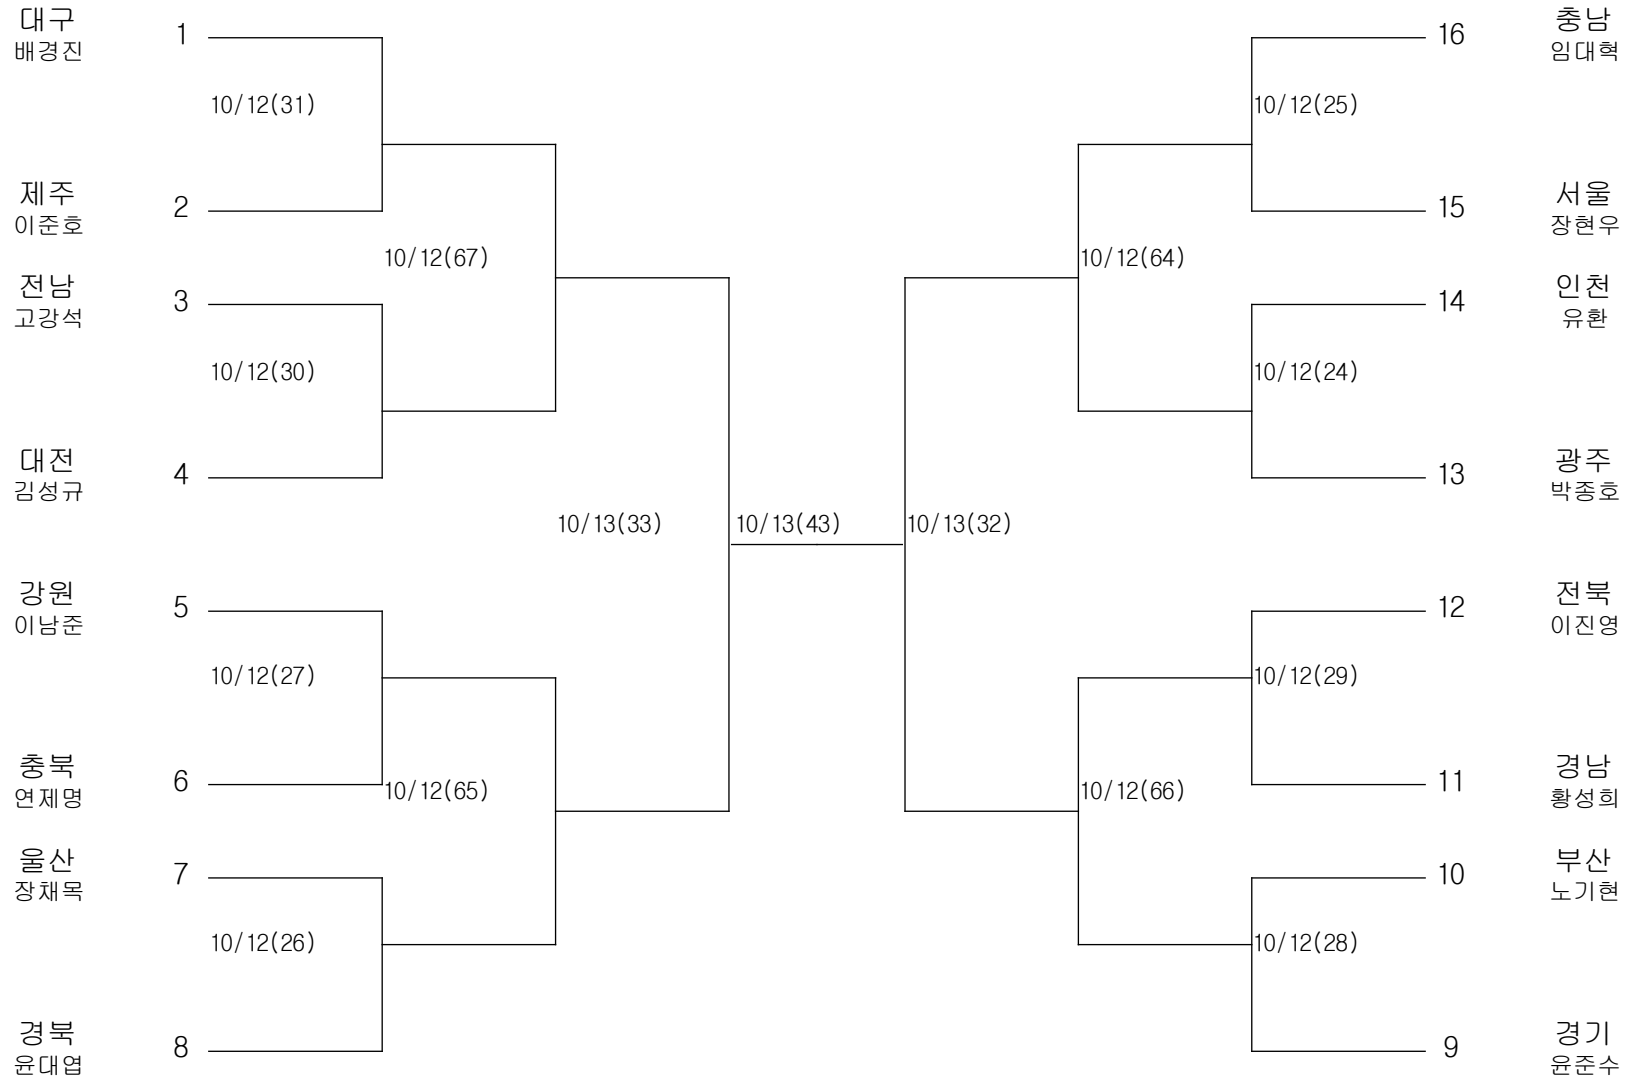 대구
배경진
1
10/12(31)
제주
이준호
2
10/12(67)
전남
고강석
3
10/12(30)
대전
김성규
4
10/13(33)
강원
이남준
5
10/12(27)
충북
연제명
6
10/12(65)
울산
장채목
7
10/12(26)
경북
윤대엽
8
10/13(43)
10/13(32)
충남
임대혁
16
10/12(25)
서울
장현우
15
10/12(64)
인천
유환
14
10/12(24)
광주
박종호
13
전북
이진영
12
10/12(29)
경남
황성희
11
10/12(66)
부산
노기현
10
10/12(28)
경기
윤준수
9